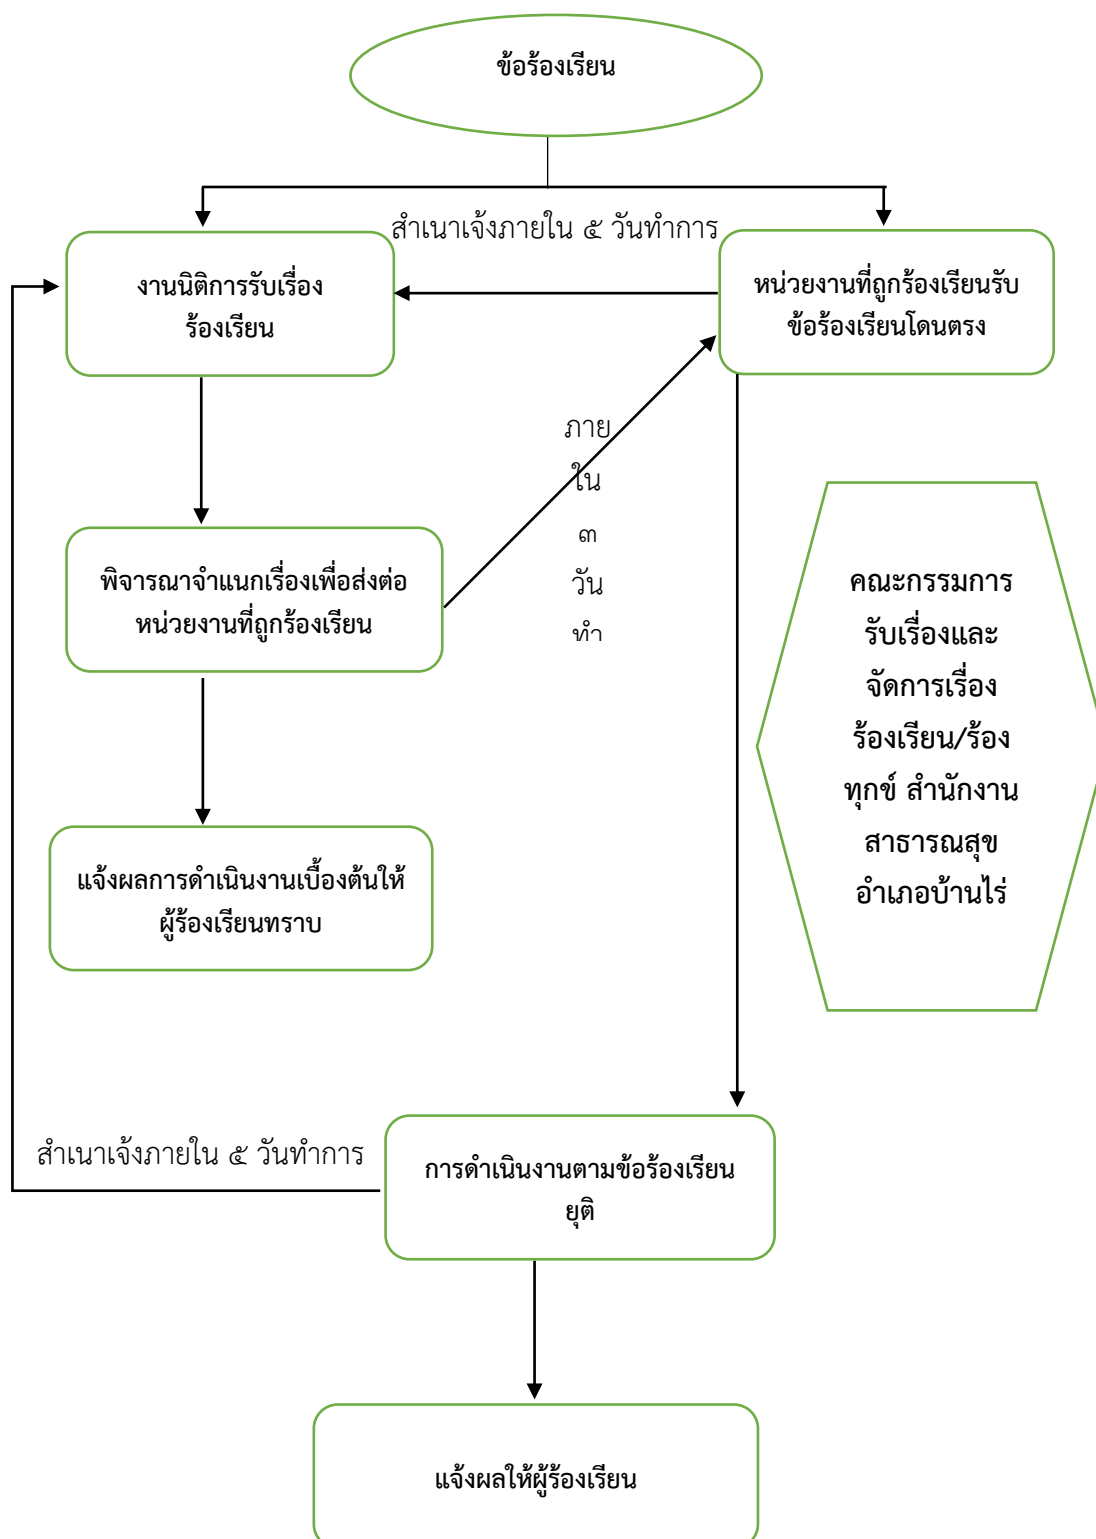 ข้อร้องเรียน
สำเนาเจ้งภายใน ๕ วันทำการ
งานนิติการรับเรื่อง
ร้องเรียน
หน่วยงานที่ถูกร้องเรียนรับ
ข้อร้องเรียนโดนตรง
ภาย
ใน
๓
วัน
ทำ
พิจารณาจำแนกเรื่องเพื่อส่งต่อ
หน่วยงานที่ถูกร้องเรียน
คณะกรรมการ
รับเรื่องและ
จัดการเรื่อง
ร้องเรียน/ร้อง
ทุกข์ สำนักงาน
สาธารณสุข
อำเภอบ้านไร่
แจ้งผลการดำเนินงานเบื้องต้นให้
ผู้ร้องเรียนทราบ
สำเนาเจ้งภายใน ๕ วันทำการ
การดำเนินงานตามข้อร้องเรียน
ยุติ
แจ้งผลให้ผู้ร้องเรียน